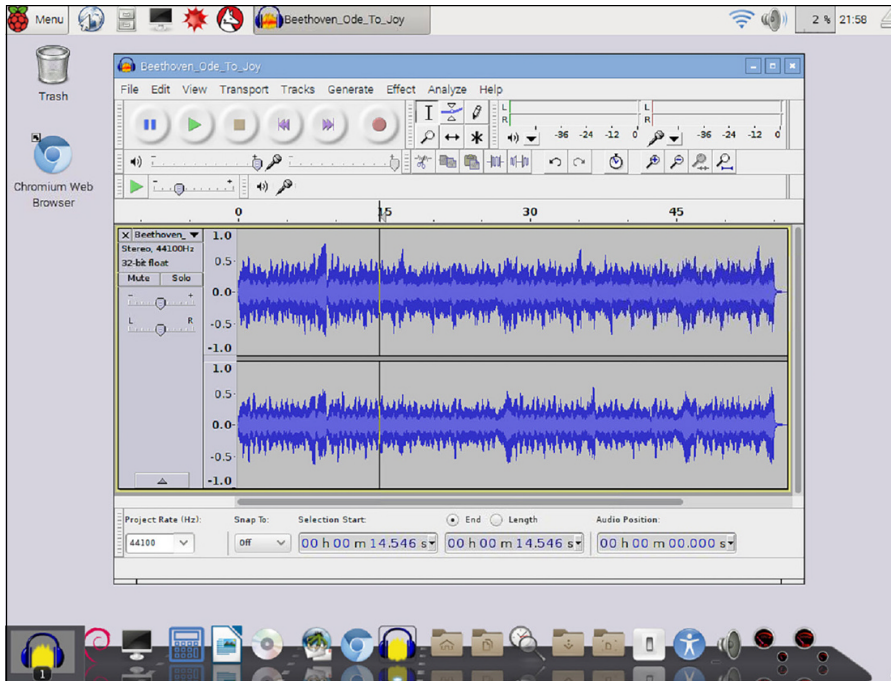 Menu
Beethoven_Ode_To_Joy
2 %
21:58
Trash
Chromium Web
Browser
Beethoven_Ode_To_Joy
File Edit View Transport Tracks Generate Effect Analyze Help
L
R
-36 -24 -12 0
L
R
-36 -24 -12 0
0 15 30 45
X Beethoven_
Stereo, 44100Hz
32-bit float
Mute Solo
- +
L R
1.0
0.5
0.0
-0.5
-1.0
1.0
0.5
0.0
-0.5
-1.0
Project Rate (Hz): Snap To: Selection Start: End Length Audio Position:
44100 Off 00 h 00 m 14.546 s 00 h 00 m 14.546 s 00 h 00 m 00.000 s
1